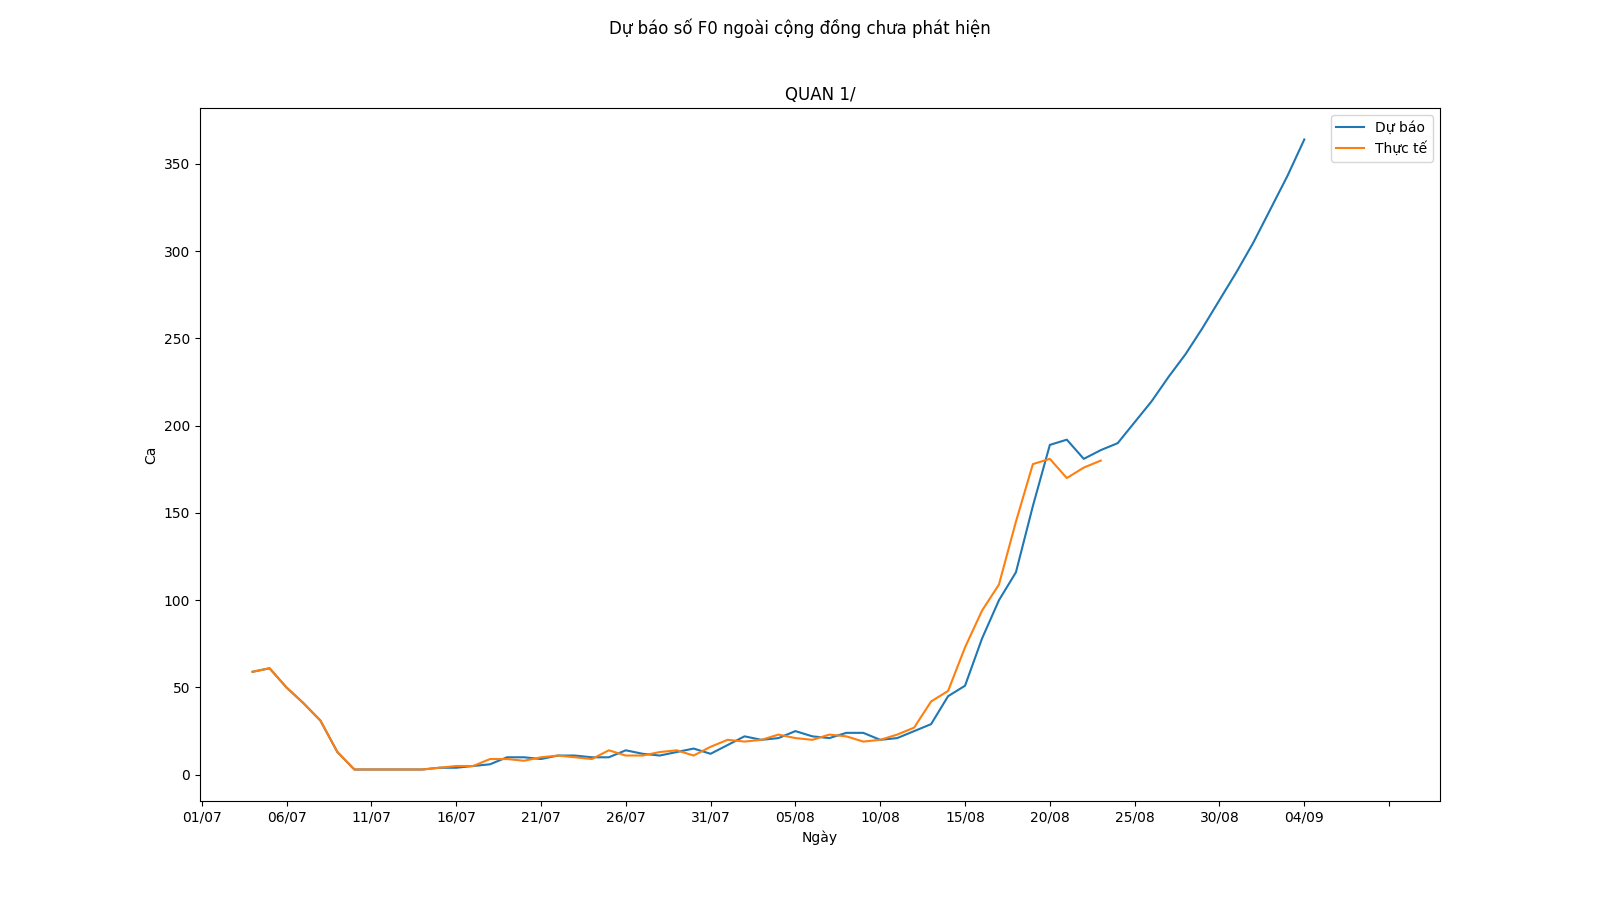 Dự báo số F0 ngoài cộng đồng chưa phát hiện
QUAN 1/
Dự báo
Thực tế
350
300
250
200
150
100
50
0
Ca
01/07 06/07 11/07 16/07 21/07 26/07 31/07 05/08 10/08 15/08 20/08 25/08 30/08 04/09
Ngày